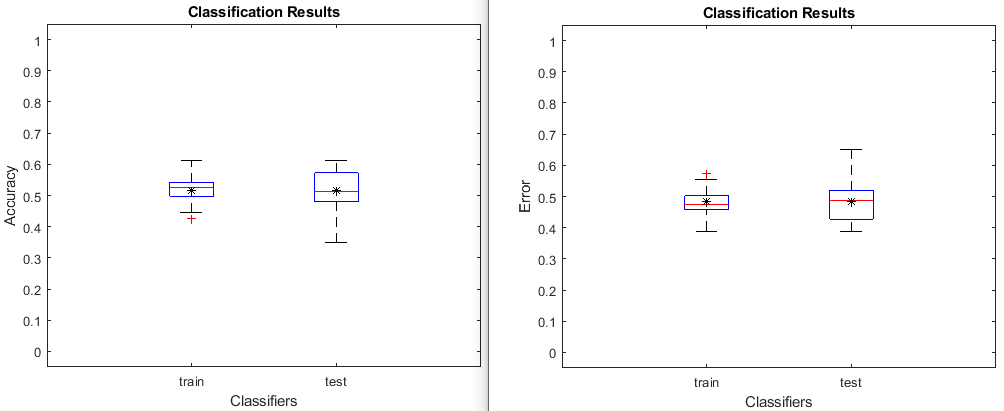 Classification Results
Accuracy
1
0.9
0.8
0.7
0.6
0.5
0.4
0.3
0.2
0.1
0
train test
Classifiers
Classification Results
Error
1
0.9
0.8
0.7
0.6
0.5
0.4
0.3
0.2
0.1
0
train test
Classifiers